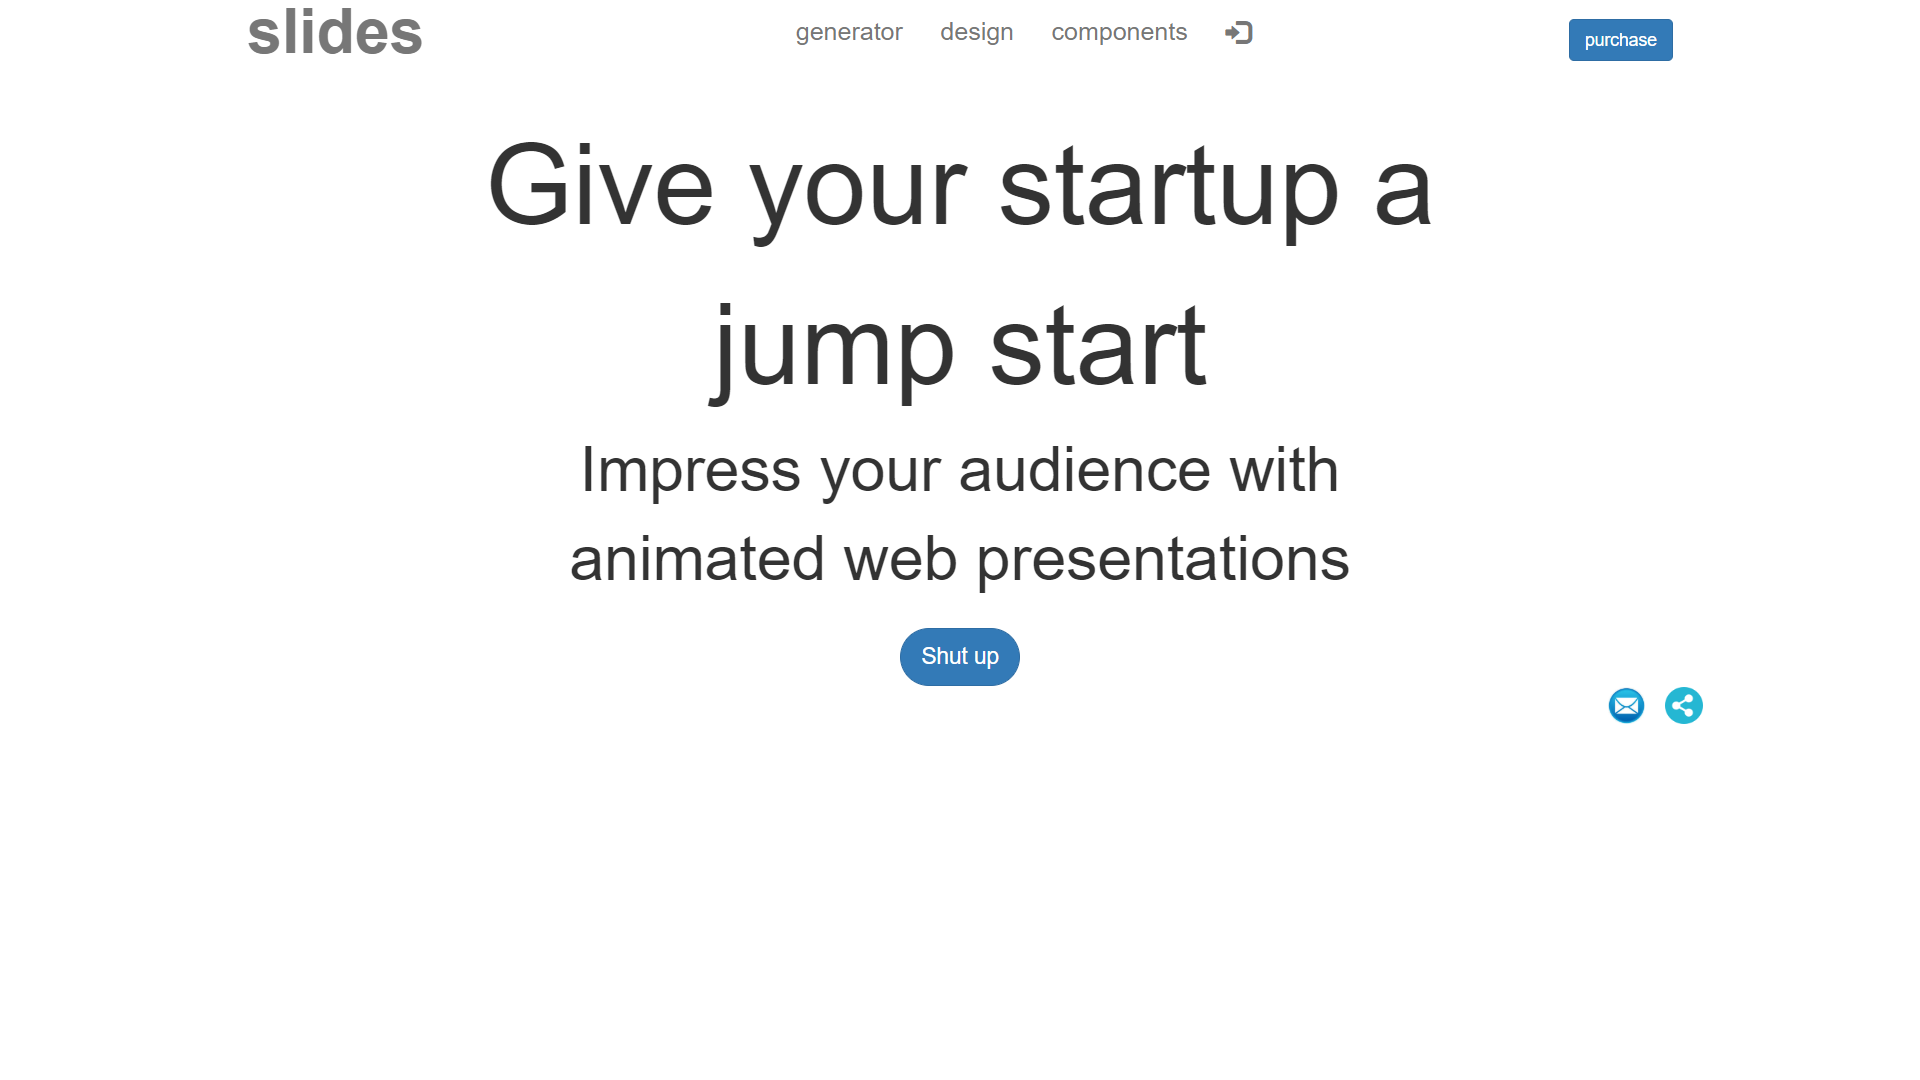 slides
generator design components
purchase
Give your startup a
jump start
Impress your audience with
animated web presentations
Shut up